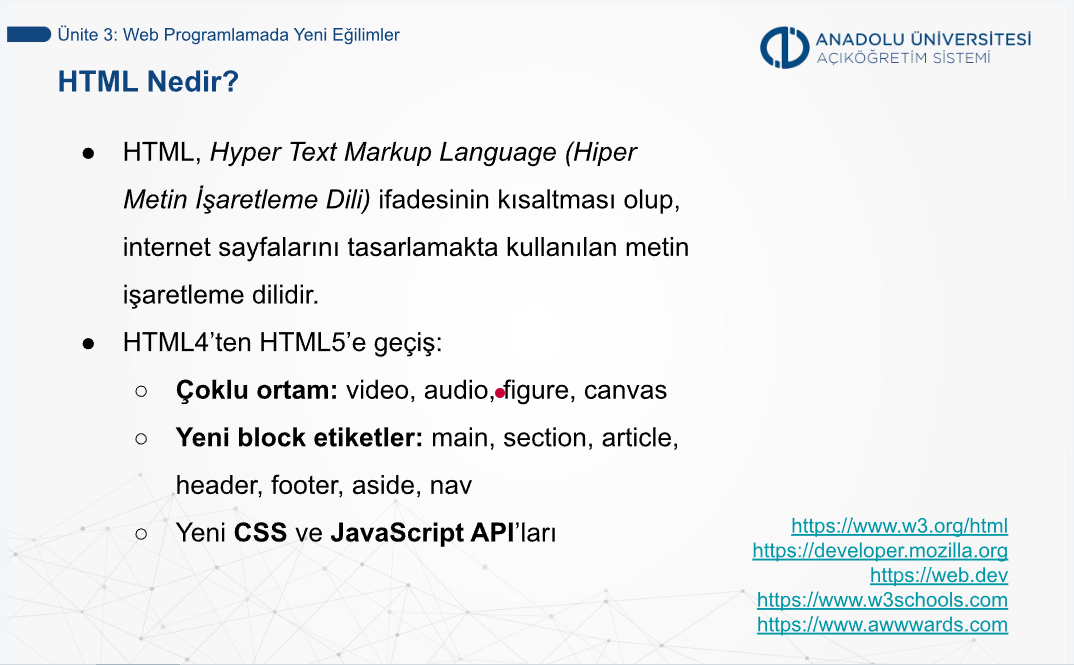 Ünite 3: Web Programlamada Yeni Eğilimler
ANADOLU ÜNİVERSİTESİ
AÇIKÖĞRETİM SİSTEMİ
HTML Nedir?
● HTML, Hyper Text Markup Language (Hiper
Metin İşaretleme Dili) ifadesinin kısaltması olup,
internet sayfalarını tasarlamakta kullanılan metin
işaretleme dilidir.
● HTML4’ten HTML5’e geçiş:
○ Çoklu ortam: video, audio, figure, canvas
○ Yeni block etiketler: main, section, article,
header, footer, aside, nav
○ Yeni CSS ve JavaScript API’ları
https://www.w3.org/html
https://developer.mozilla.org
https://web.dev
https://www.w3schools.com
https://www.awwwards.com